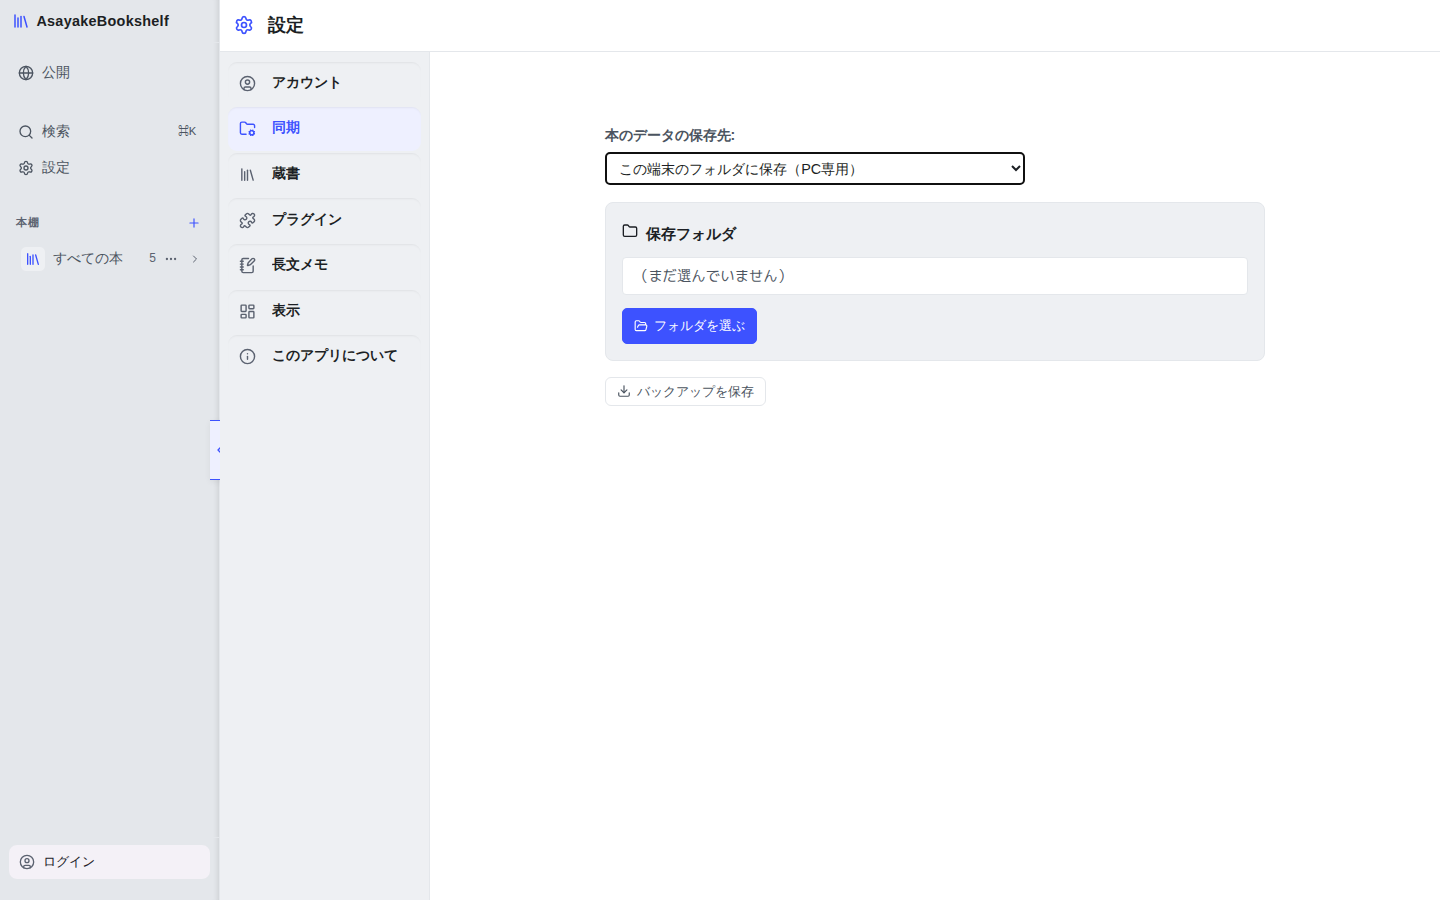 AsayakeBookshelf
公開
検索 ⌘K
設定
本棚
すべての本 5
ログイン
設定
アカウント
同期
蔵書
プラグイン
長文メモ
表示
このアプリについて
本のデータの保存先:
この端末のフォルダに保存（PC専用）
保存フォルダ
（まだ選んでいません）
フォルダを選ぶ
バックアップを保存